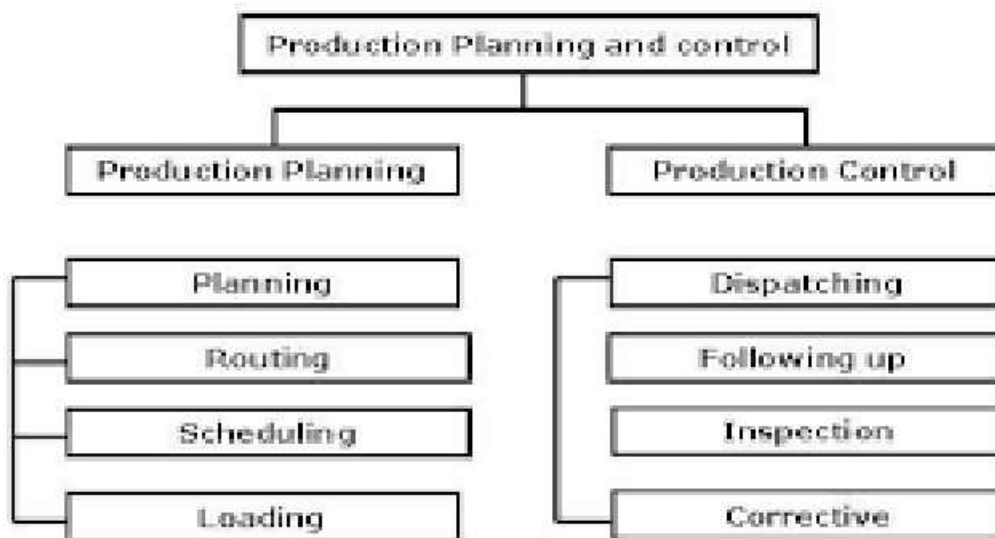 Production Planning and control
Production Planning
Production Control
Planning
Routing
Scheduling
Loading
Dispatching
Following up
Inspection
Corrective